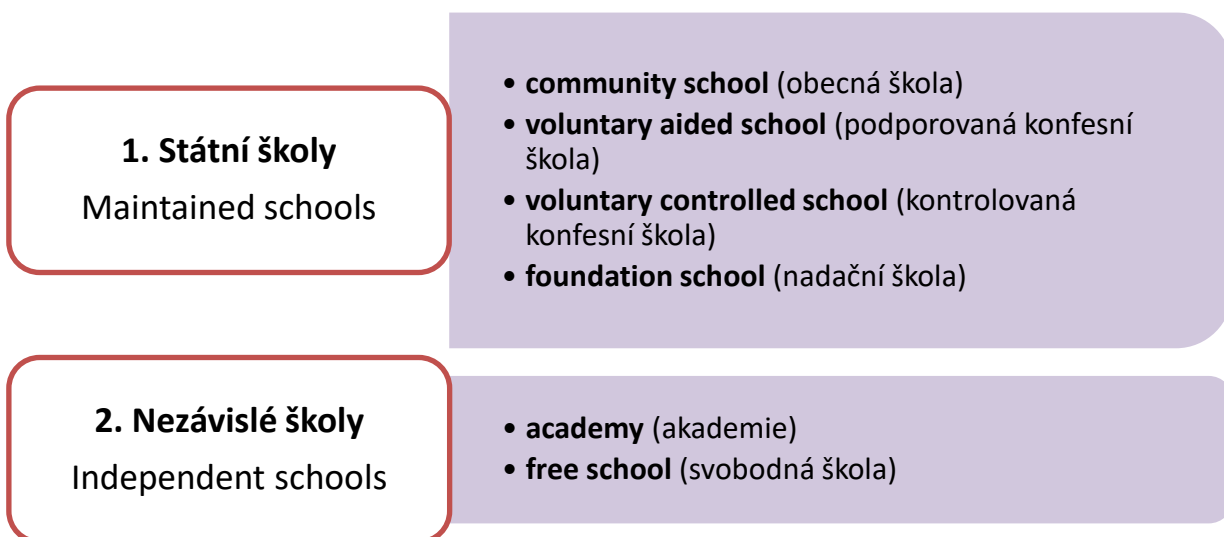 1. Státní školy
Maintained schools
• community school (obecná škola)
• voluntary aided school (podporovaná konfesní
škola)
• voluntary controlled school (kontrolovaná
konfesní škola)
• foundation school (nadační škola)
2. Nezávislé školy
Independent schools
• academy (akademie)
• free school (svobodná škola)